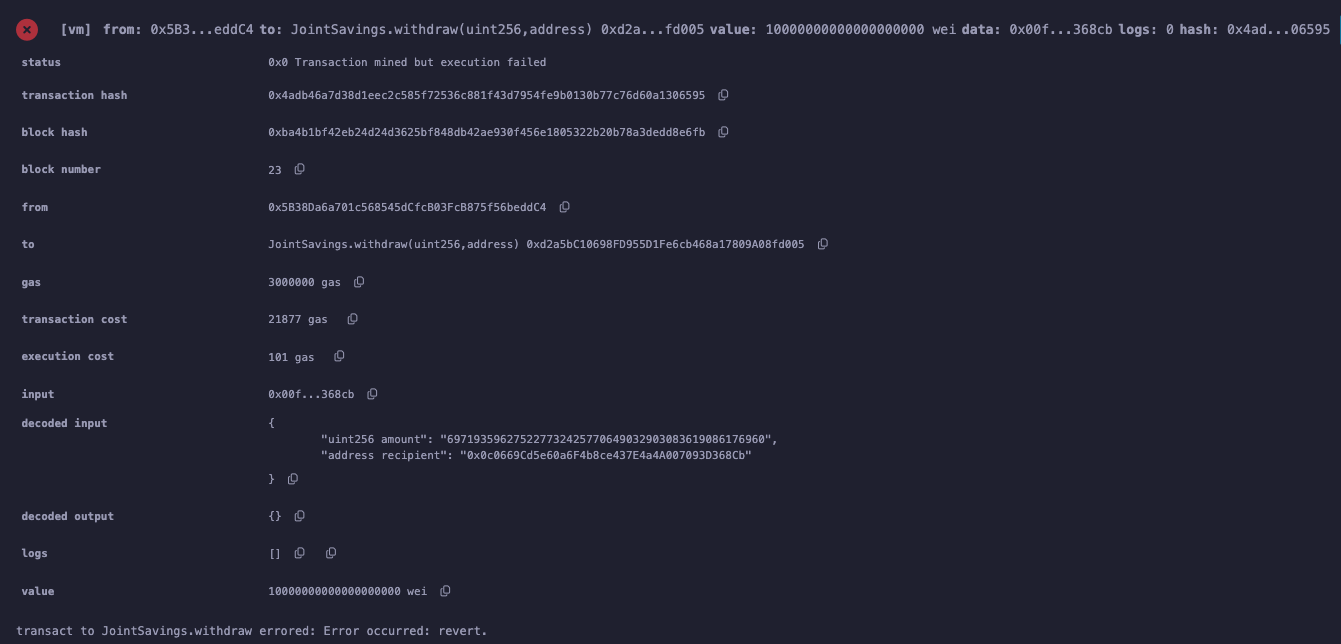 [vm] from: 0x5B3...eddC4 to: JointSavings.withdraw(uint256,address) 0xd2a...fd005 value: 10000000000000000000 wei data: 0x00f...368cb logs: 0 hash: 0x4ad...06595
status 0x0 Transaction mined but execution failed
transaction hash 0x4adb46a7d38d1eec2c585f72536c881f43d7954fe9b0130b77c76d60a1306595
block hash 0xba4b1bf42eb24d24d3625bf848db42ae930f456e1805322b20b78a3dedd8e6fb
block number 23
from 0x5B38Da6a701c568545dCfcB03FcB875f56beddC4
to JointSavings.withdraw(uint256,address) 0xd2a5bC10698FD955D1Fe6cb468a17809A08fd005
gas 3000000 gas
transaction cost 21877 gas
execution cost 101 gas
input 0x00f...368cb
decoded input {
"uint256 amount": "697193596275227732425770649032903083619086176960",
"address recipient": "0x0c0669Cd5e60a6F4b8ce437E4a4A007093D368Cb"
}
decoded output {}
logs []
value 10000000000000000000 wei
transact to JointSavings.withdraw errored: Error occurred: revert.